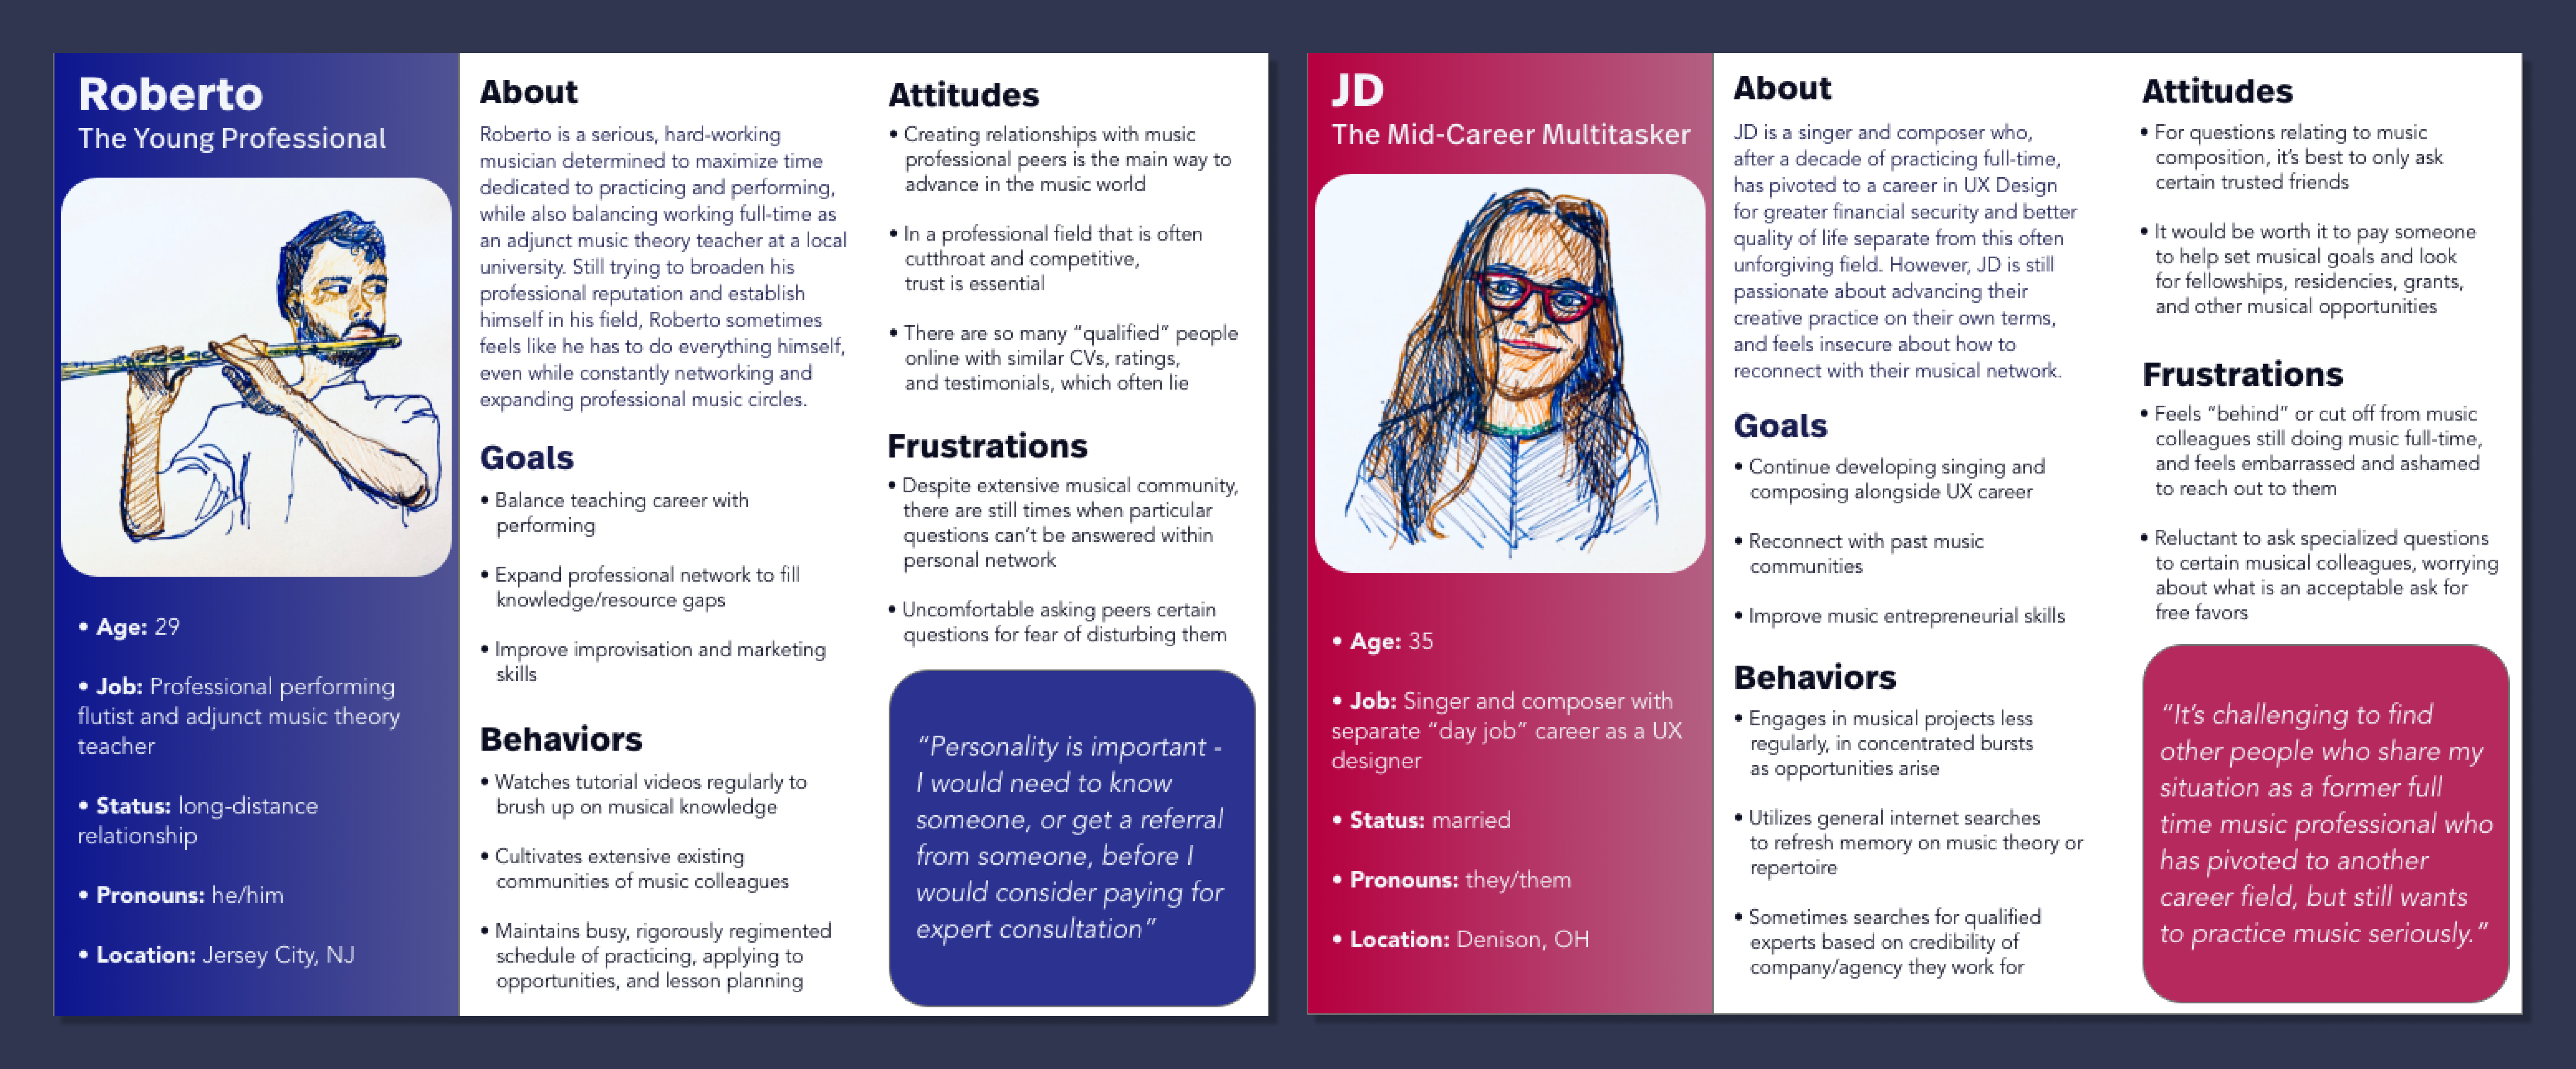 Roberto
The Young Professional
• Age: 29
• Job: Professional performing
flutist and adjunct music theory
teacher
• Status: long-distance
relationship
• Pronouns: he/him
• Location: Jersey City, NJ
About
Roberto is a serious, hard-working
musician determined to maximize time
dedicated to practicing and performing,
while also balancing working full-time as
an adjunct music theory teacher at a local
university. Still trying to broaden his
professional reputation and establish
himself in his field, Roberto sometimes
feels like he has to do everything himself,
even while constantly networking and
expanding professional music circles.
Goals
• Balance teaching career with
performing
• Expand professional network to fill
knowledge/resource gaps
• Improve improvisation and marketing
skills
Behaviors
• Watches tutorial videos regularly to
brush up on musical knowledge
• Cultivates extensive existing
communities of music colleagues
• Maintains busy, rigorously regimented
schedule of practicing, applying to
opportunities, and lesson planning
Attitudes
• Creating relationships with music
professional peers is the main way to
advance in the music world
• In a professional field that is often
cutthroat and competitive,
trust is essential
• There are so many “qualified” people
online with similar CVs, ratings,
and testimonials, which often lie
Frustrations
• Despite extensive musical community,
there are still times when particular
questions can’t be answered within
personal network
• Uncomfortable asking peers certain
questions for fear of disturbing them
“Personality is important -
I would need to know
someone, or get a referral
from someone, before I
would consider paying for
expert consultation”
JD
The Mid-Career Multitasker
• Age: 35
• Job: Singer and composer with
separate “day job” career as a UX
designer
• Status: married
• Pronouns: they/them
• Location: Denison, OH
About
JD is a singer and composer who,
after a decade of practicing full-time,
has pivoted to a career in UX Design
for greater financial security and better
quality of life separate from this often
unforgiving field. However, JD is still
passionate about advancing their
creative practice on their own terms,
and feels insecure about how to
reconnect with their musical network.
Goals
• Continue developing singing and
composing alongside UX career
• Reconnect with past music
communities
• Improve music entrepreneurial skills
Behaviors
• Engages in musical projects less
regularly, in concentrated bursts
as opportunities arise
• Utilizes general internet searches
to refresh memory on music theory or
repertoire
• Sometimes searches for qualified
experts based on credibility of
company/agency they work for
Attitudes
• For questions relating to music
composition, it’s best to only ask
certain trusted friends
• It would be worth it to pay someone
to help set musical goals and look
for fellowships, residencies, grants,
and other musical opportunities
Frustrations
• Feels “behind” or cut off from music
colleagues still doing music full-time,
and feels embarrassed and ashamed
to reach out to them
• Reluctant to ask specialized questions
to certain musical colleagues, worrying
about what is an acceptable ask for
free favors
“It’s challenging to find
other people who share my
situation as a former full
time music professional who
has pivoted to another
career field, but still wants
to practice music seriously.”